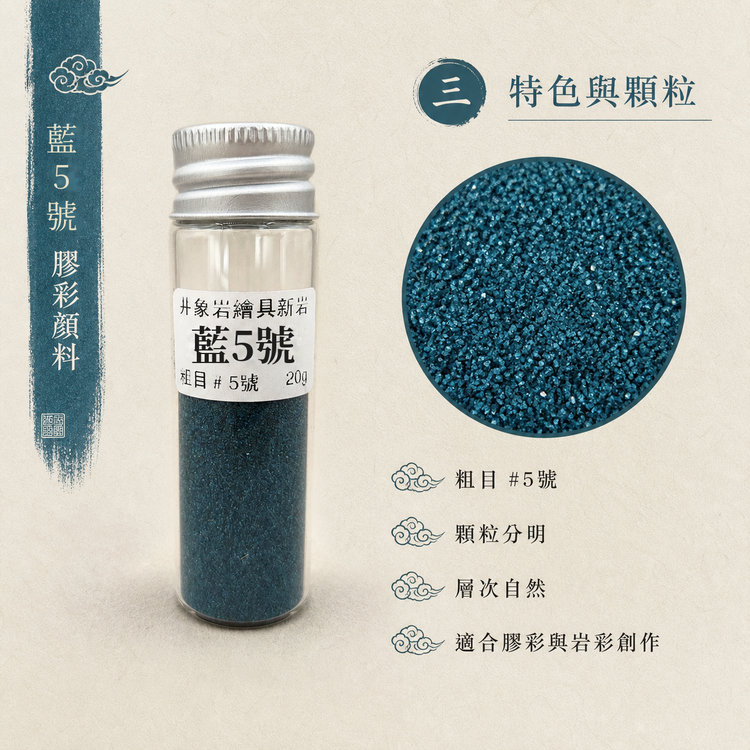 藍5號 膠彩顏料
三 特色與顆粒
井象岩繪具新岩
藍5號
粗目 # 5號 20g
粗目 #5號
顆粒分明
層次自然
適合膠彩與岩彩創作